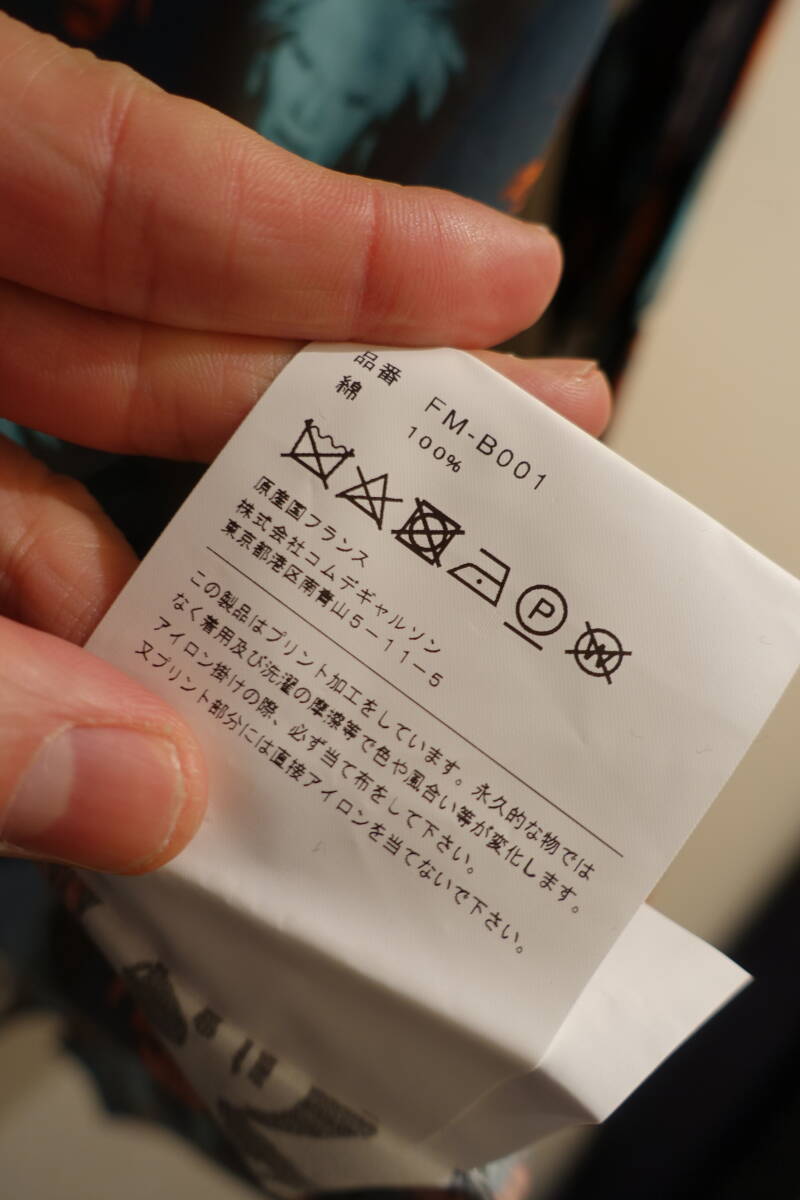 品番 FM-B001
綿 100%
P
W
原産国フランス
株式会社コムデギャルソン
東京都港区南青山5-11-5
この製品はプリント加工をしています。永久的な物では
なく着用及び洗濯の摩擦等で色や風合い等が変化します。
アイロン掛けの際、必ず当て布をして下さい。
又プリント部分には直接アイロンを当てないで下さい。